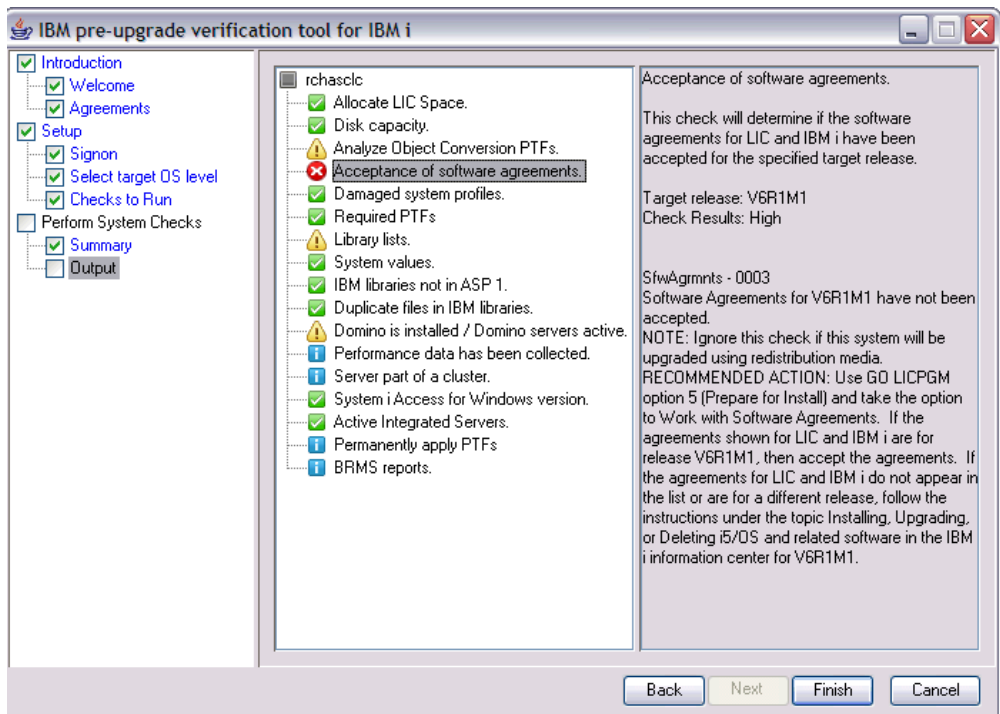 IBM pre-upgrade verification tool for IBM i
Introduction
Welcome
Agreements
Setup
Signon
Select target OS level
Checks to Run
Perform System Checks
Summary
Output
rchasclc
Allocate LIC Space.
Disk capacity.
Analyze Object Conversion PTFs.
Acceptance of software agreements.
Damaged system profiles.
Required PTFs
Library lists.
System values.
IBM libraries not in ASP 1.
Duplicate files in IBM libraries.
Domino is installed / Domino servers active.
Performance data has been collected.
Server part of a cluster.
System i Access for Windows version.
Active Integrated Servers.
Permanently apply PTFs
BRMS reports.
Acceptance of software agreements.
This check will determine if the software
agreements for LIC and IBM i have been
accepted for the specified target release.
Target release: V6R1M1
Check Results: High
SfwAgrmnts - 0003
Software Agreements for V6R1M1 have not been
accepted.
NOTE: Ignore this check if this system will be
upgraded using redistribution media.
RECOMMENDED ACTION: Use GO LICPGM
option 5 (Prepare for Install) and take the option
to Work with Software Agreements.  If the
agreements shown for LIC and IBM i are for
release V6R1M1, then accept the agreements.  If
the agreements for LIC and IBM i do not appear in
the list or are for a different release, follow the
instructions under the topic Installing, Upgrading,
or Deleting i5/OS and related software in the IBM
i information center for V6R1M1.
Back
Next
Finish
Cancel